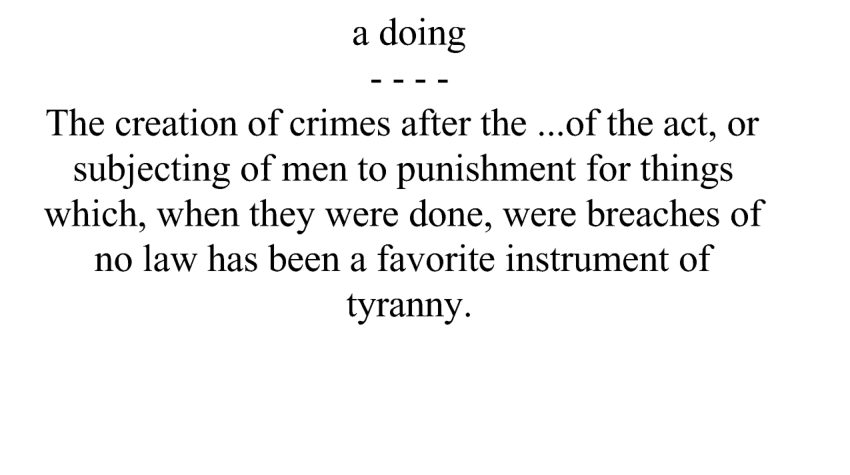 a doing
- - - -
The creation of crimes after the ...of the act, or
subjecting of men to punishment for things
which, when they were done, were breaches of
no law has been a favorite instrument of
tyranny.